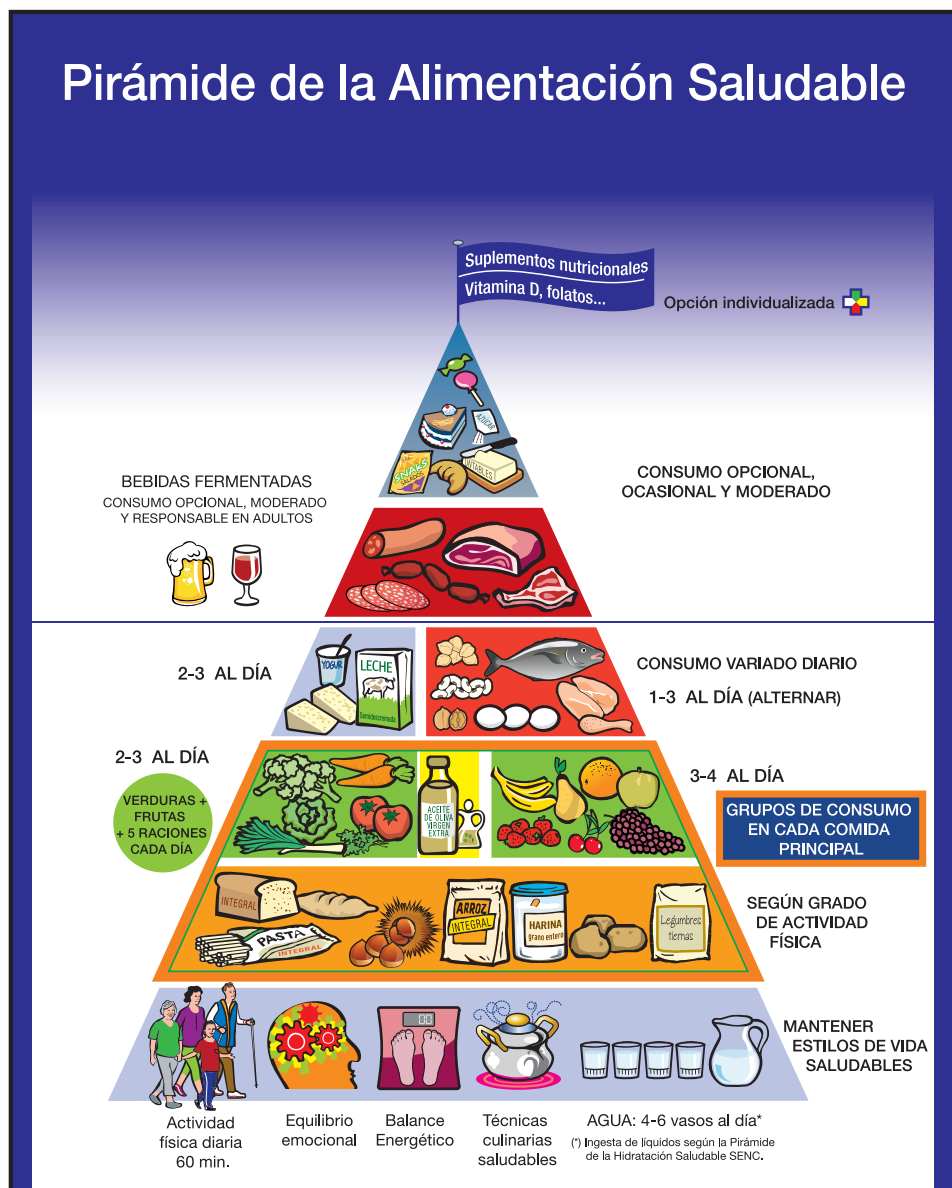 Pirámide de la Alimentación Saludable
Suplementos nutricionales
Vitamina D, folatos...
Opción individualizada
AZÚCAR
SNAKS
SALADOS
UNTABLES
BEBIDAS FERMENTADAS
CONSUMO OPCIONAL, MODERADO
Y RESPONSABLE EN ADULTOS
CONSUMO OPCIONAL,
OCASIONAL Y MODERADO
2-3 AL DÍA
YOGUR
LECHE
Semidescremada
CONSUMO VARIADO DIARIO
1-3 AL DÍA (ALTERNAR)
2-3 AL DÍA
VERDURAS +
FRUTAS
+ 5 RACIONES
CADA DÍA
ACEITE
DE OLIVA
VIRGEN
EXTRA
3-4 AL DÍA
GRUPOS DE CONSUMO
EN CADA COMIDA
PRINCIPAL
INTEGRAL
PASTA
INTEGRAL
ARROZ
INTEGRAL
HARINA
grano entero
Legumbres
tiernas
SEGÚN GRADO
DE ACTIVIDAD
FÍSICA
00
MANTENER
ESTILOS DE VIDA
SALUDABLES
Actividad
física diaria
60 min.
Equilibrio
emocional
Balance
Energético
Técnicas
culinarias
saludables
AGUA: 4-6 vasos al día*
(*) Ingesta de líquidos según la Pirámide
de la Hidratación Saludable SENC.